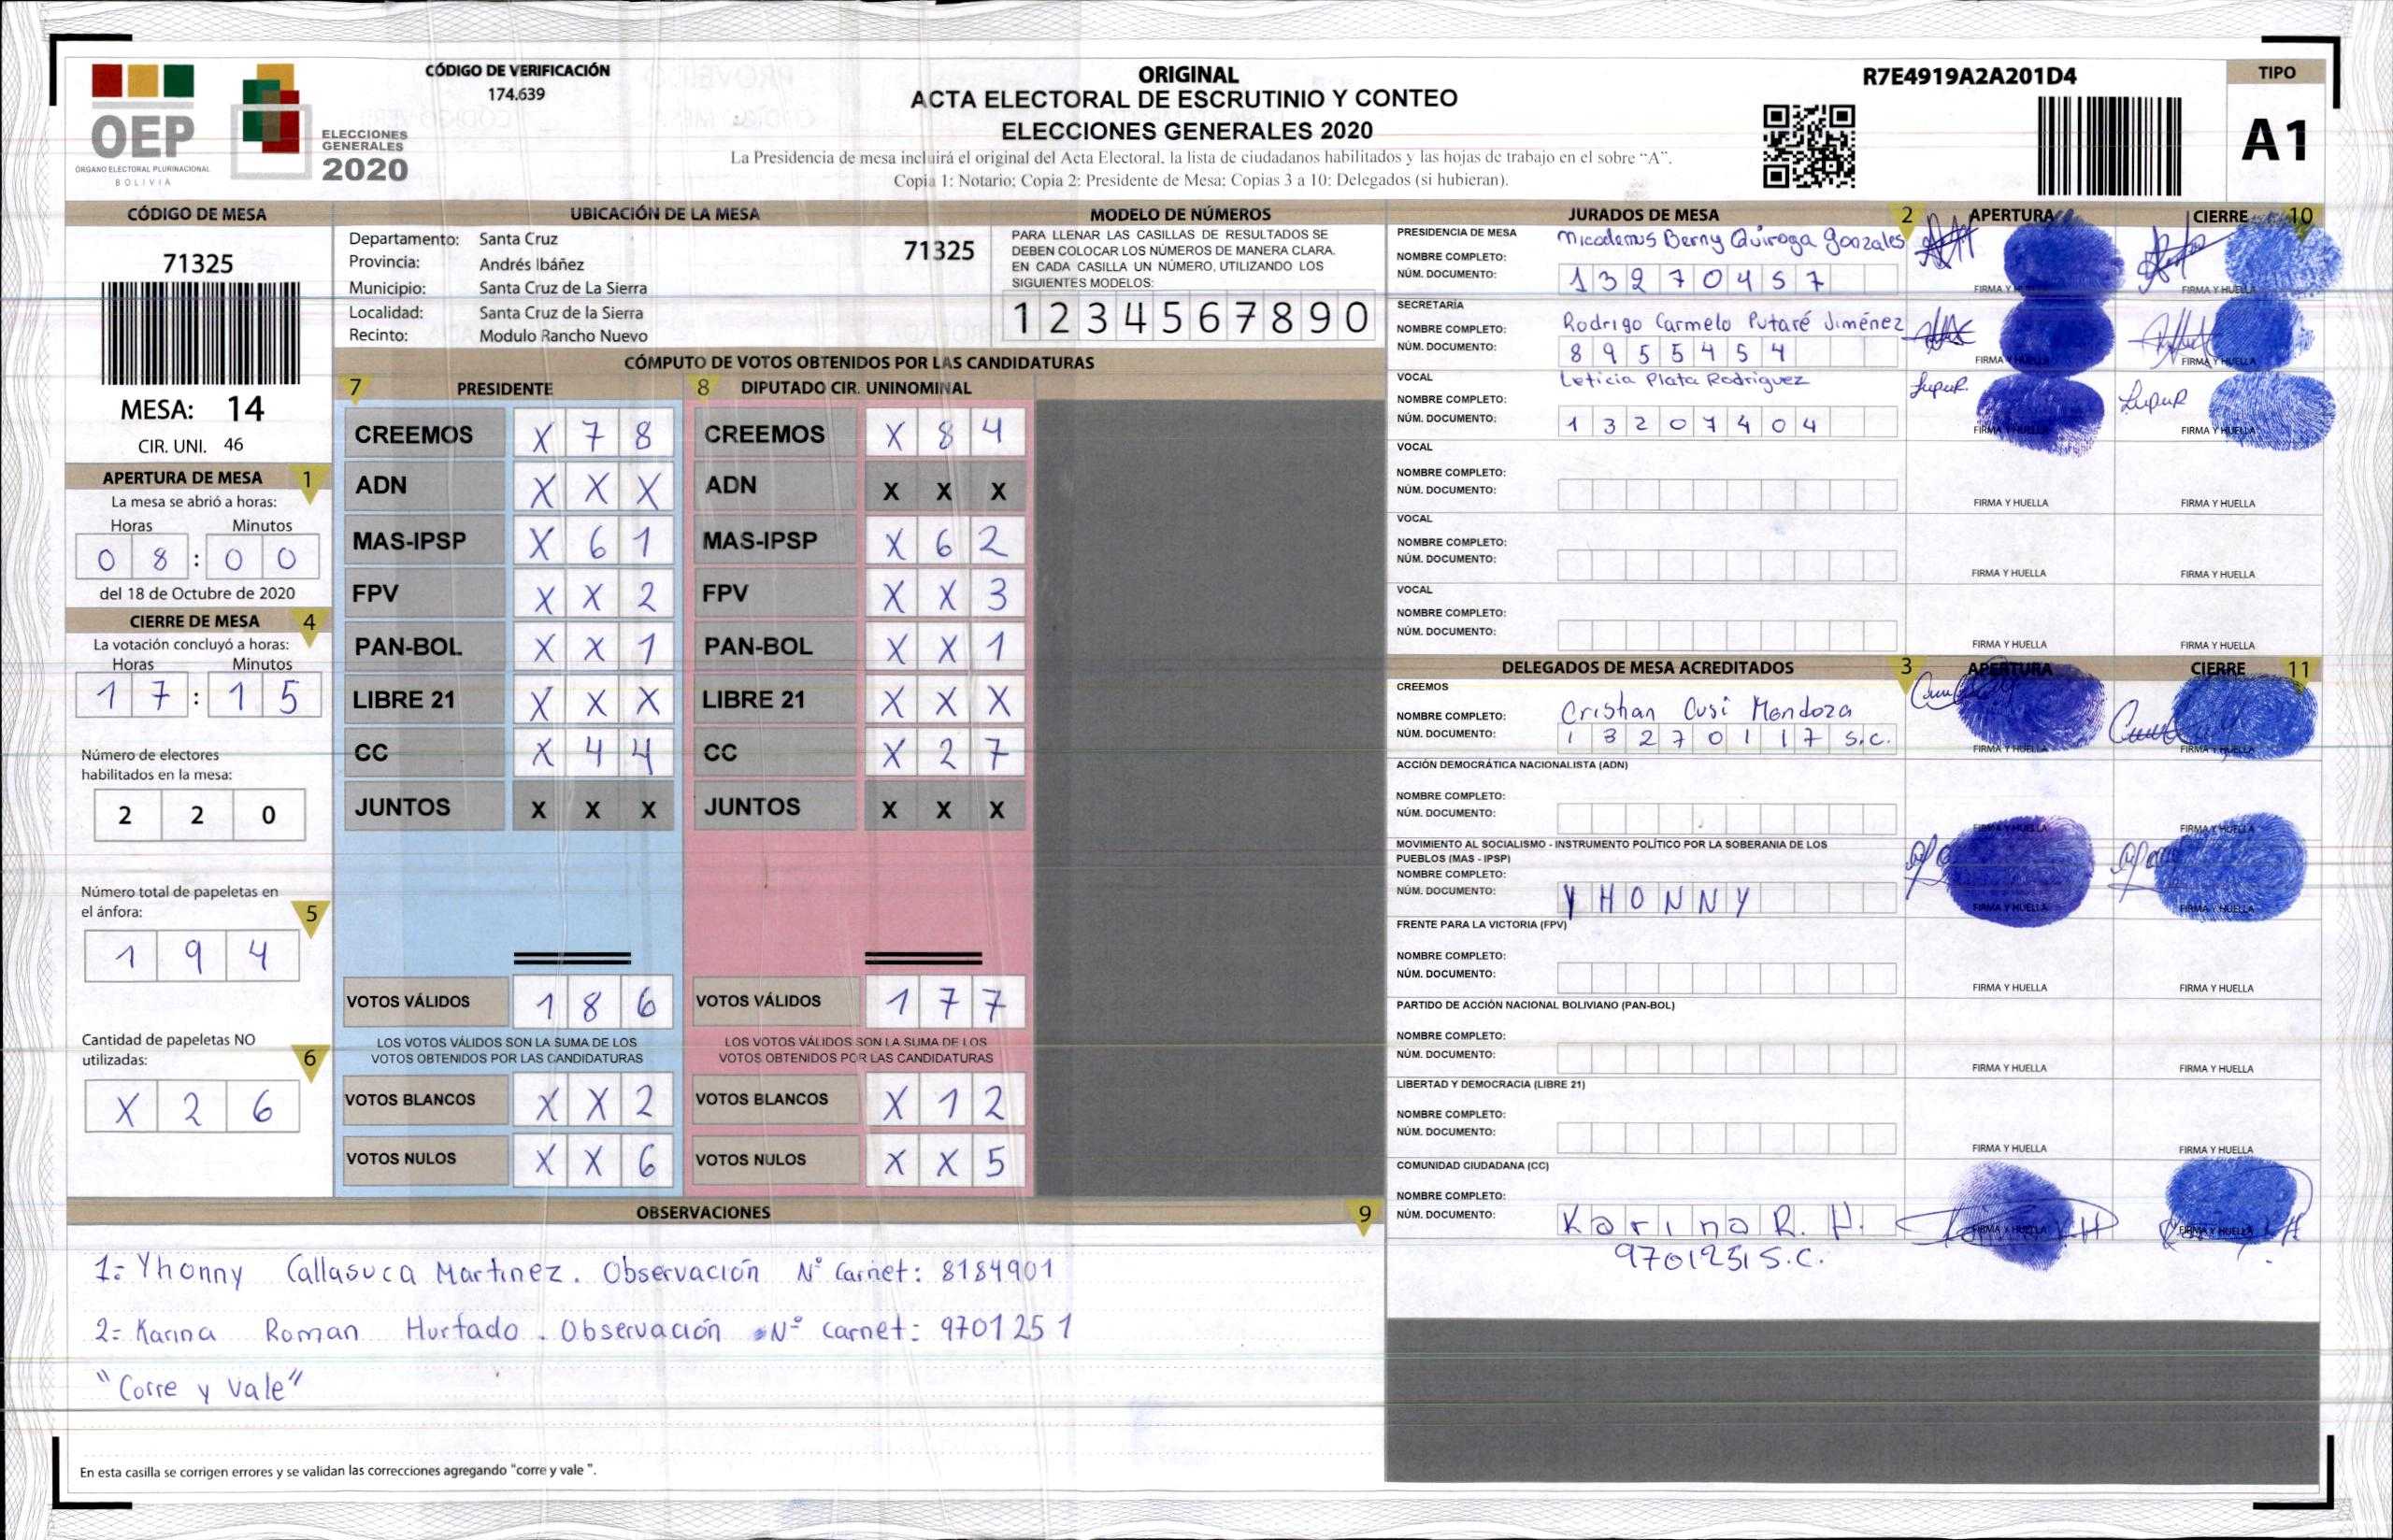 OEP
ÓRGANO ELECTORAL PLURINACIONAL
BOLIVIA
ELECCIONES
GENERALES
2020
CÓDIGO DE VERIFICACIÓN
174.639
ORIGINAL
ACTA ELECTORAL DE ESCRUTINIO Y CONTEO
ELECCIONES GENERALES 2020
La Presidencia de mesa incluirá el original del Acta Electoral, la lista de ciudadanos habilitados y las hojas de trabajo en el sobre "A".
Copia 1: Notario; Copia 2: Presidente de Mesa; Copias 3 a 10: Delegados (si hubieran).
R7E4919A2A201D4
TIPO
A1
CÓDIGO DE MESA
71325
MESA: 14
CIR. UNI. 46
APERTURA DE MESA 1
La mesa se abrió a horas:
Horas Minutos
0 8 : 0 0
del 18 de Octubre de 2020
CIERRE DE MESA 4
La votación concluyó a horas:
Horas Minutos
1 7 : 1 5
Número de electores
habilitados en la mesa:
2 2 0
Número total de papeletas en
el ánfora: 5
1 9 4
Cantidad de papeletas NO
utilizadas: 6
X 2 6
UBICACIÓN DE LA MESA
Departamento: Santa Cruz
71325
Provincia: Andrés Ibáñez
Municipio: Santa Cruz de La Sierra
Localidad: Santa Cruz de la Sierra
Recinto: Modulo Rancho Nuevo
MODELO DE NÚMEROS
PARA LLENAR LAS CASILLAS DE RESULTADOS SE
DEBEN COLOCAR LOS NÚMEROS DE MANERA CLARA.
EN CADA CASILLA UN NÚMERO, UTILIZANDO LOS
SIGUIENTES MODELOS:
1 2 3 4 5 6 7 8 9 0
CÓMPUTO DE VOTOS OBTENIDOS POR LAS CANDIDATURAS
7 PRESIDENTE 8 DIPUTADO CIR. UNINOMINAL
CREEMOS X 7 8 CREEMOS X 8 4
ADN X X X ADN X X X
MAS-IPSP X 6 1 MAS-IPSP X 6 2
FPV X X 2 FPV X X 3
PAN-BOL X X 1 PAN-BOL X X 1
LIBRE 21 X X X LIBRE 21 X X X
CC X 4 4 CC X 2 7
JUNTOS X X X JUNTOS X X X
VOTOS VÁLIDOS 1 8 6 VOTOS VÁLIDOS 1 7 7
LOS VOTOS VÁLIDOS SON LA SUMA DE LOS LOS VOTOS VÁLIDOS SON LA SUMA DE LOS
VOTOS OBTENIDOS POR LAS CANDIDATURAS VOTOS OBTENIDOS POR LAS CANDIDATURAS
VOTOS BLANCOS X X 2 VOTOS BLANCOS X 1 2
VOTOS NULOS X X 6 VOTOS NULOS X X 5
OBSERVACIONES 9
1= Yhonny Callasuca Martinez. Observación Nº Carnet: 8184901
2= Karina Roman Hurtado. Observación Nº carnet: 9701251
"Corre y vale"
En esta casilla se corrigen errores y se validan las correcciones agregando "corre y vale ".
JURADOS DE MESA 2 APERTURA CIERRE 10
PRESIDENCIA DE MESA
NOMBRE COMPLETO: Nicodemus Berny Quiroga Gonzales
NÚM. DOCUMENTO: 1 3 2 7 0 4 5 7
FIRMA Y HUELLA FIRMA Y HUELLA
SECRETARÍA
NOMBRE COMPLETO: Rodrigo Carmelo Putaré Jiménez
NÚM. DOCUMENTO: 8 9 5 5 4 5 4
FIRMA Y HUELLA FIRMA Y HUELLA
VOCAL
NOMBRE COMPLETO: Leticia Plata Rodriguez
NÚM. DOCUMENTO: 1 3 2 0 7 4 0 4
FIRMA Y HUELLA FIRMA Y HUELLA
VOCAL
NOMBRE COMPLETO:
NÚM. DOCUMENTO:
FIRMA Y HUELLA FIRMA Y HUELLA
VOCAL
NOMBRE COMPLETO:
NÚM. DOCUMENTO:
FIRMA Y HUELLA FIRMA Y HUELLA
VOCAL
NOMBRE COMPLETO:
NÚM. DOCUMENTO:
FIRMA Y HUELLA FIRMA Y HUELLA
DELEGADOS DE MESA ACREDITADOS 3 APERTURA CIERRE 11
CREEMOS
NOMBRE COMPLETO: Cristhan Cusi Mendoza
NÚM. DOCUMENTO: 1 3 2 7 0 1 1 7 S.C.
FIRMA Y HUELLA FIRMA Y HUELLA
ACCIÓN DEMOCRÁTICA NACIONALISTA (ADN)
NOMBRE COMPLETO:
NÚM. DOCUMENTO:
FIRMA Y HUELLA FIRMA Y HUELLA
MOVIMIENTO AL SOCIALISMO - INSTRUMENTO POLÍTICO POR LA SOBERANIA DE LOS
PUEBLOS (MAS - IPSP)
NOMBRE COMPLETO:
NÚM. DOCUMENTO: Y H O N N Y
FIRMA Y HUELLA FIRMA Y HUELLA
FRENTE PARA LA VICTORIA (FPV)
NOMBRE COMPLETO:
NÚM. DOCUMENTO:
FIRMA Y HUELLA FIRMA Y HUELLA
PARTIDO DE ACCIÓN NACIONAL BOLIVIANO (PAN-BOL)
NOMBRE COMPLETO:
NÚM. DOCUMENTO:
FIRMA Y HUELLA FIRMA Y HUELLA
LIBERTAD Y DEMOCRACIA (LIBRE 21)
NOMBRE COMPLETO:
NÚM. DOCUMENTO:
FIRMA Y HUELLA FIRMA Y HUELLA
COMUNIDAD CIUDADANA (CC)
NOMBRE COMPLETO:
NÚM. DOCUMENTO: Karina R. H.
FIRMA Y HUELLA FIRMA Y HUELLA
9701251 S.C.